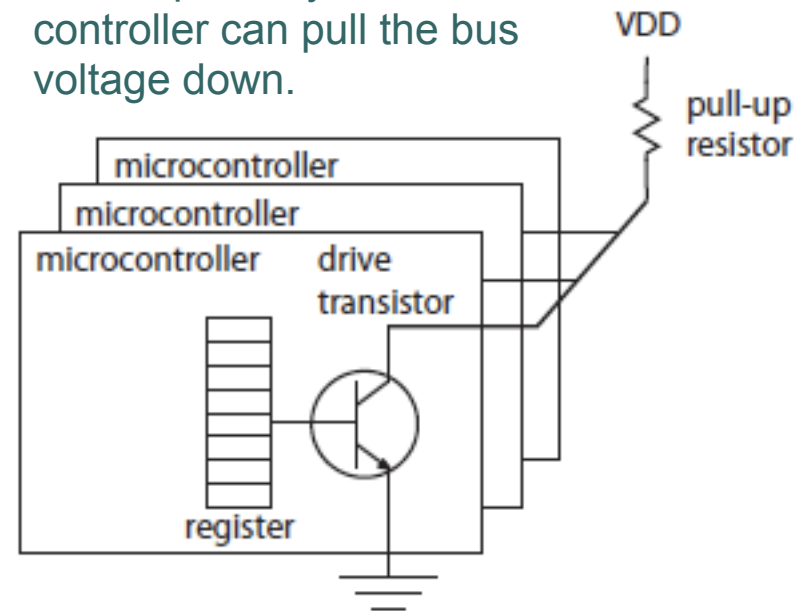 controller can pull the bus
voltage down.
VDD
pull-up
resistor
microcontroller
microcontroller
microcontroller
drive
transistor
register